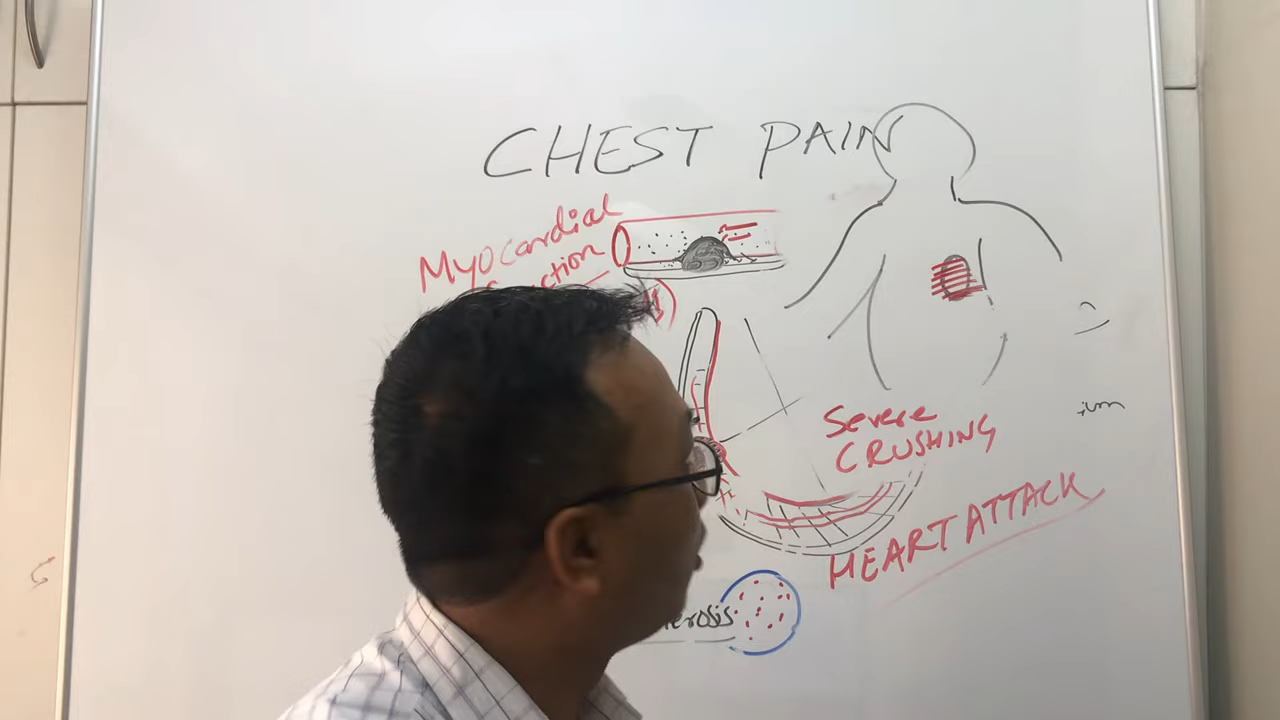 CHEST PAIN
Myocardial
Severe
CRUSHING
HEART ATTACK